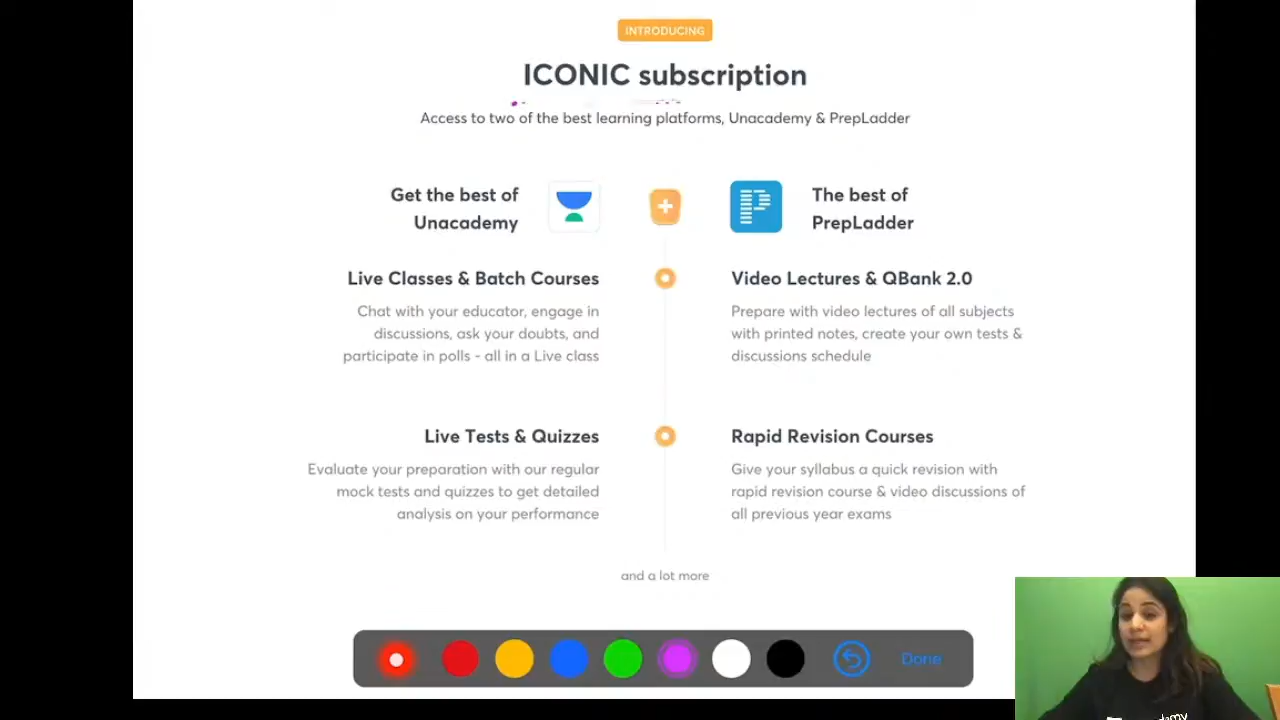 INTRODUCING
ICONIC subscription
Access to two of the best learning platforms, Unacademy & PrepLadder
Get the best of
Unacademy
The best of
PrepLadder
Live Classes & Batch Courses
Chat with your educator, engage in
discussions, ask your doubts, and
participate in polls - all in a Live class
Video Lectures & QBank 2.0
Prepare with video lectures of all subjects
with printed notes, create your own tests &
discussions schedule
Live Tests & Quizzes
Evaluate your preparation with our regular
mock tests and quizzes to get detailed
analysis on your performance
Rapid Revision Courses
Give your syllabus a quick revision with
rapid revision course & video discussions of
all previous year exams
and a lot more
Done